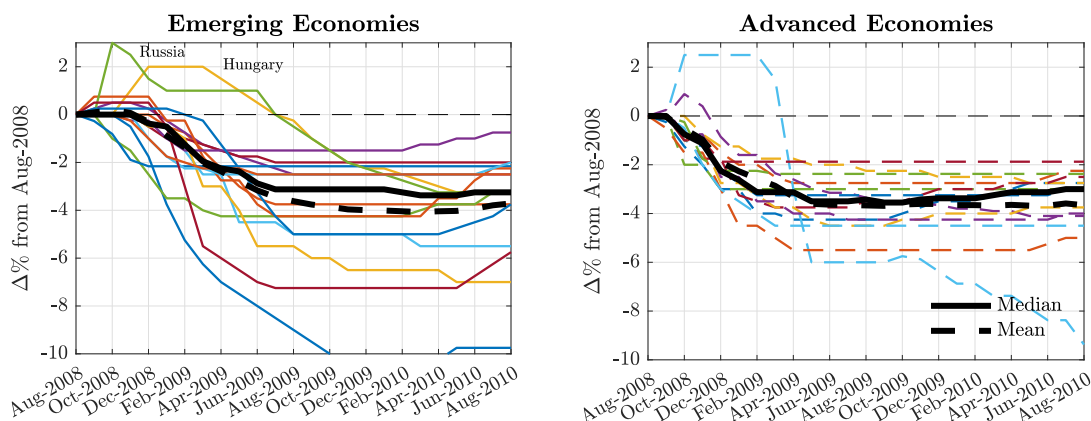 Emerging Economies
Russia
Hungary
Δ% from Aug-2008
2
0
-2
-4
-6
-8
-10
Aug-2008
Oct-2008
Dec-2008
Feb-2009
Apr-2009
Jun-2009
Aug-2009
Oct-2009
Dec-2009
Feb-2010
Apr-2010
Jun-2010
Aug-2010
Advanced Economies
Δ% from Aug-2008
2
0
-2
-4
-6
-8
-10
Median
Mean
Aug-2008
Oct-2008
Dec-2008
Feb-2009
Apr-2009
Jun-2009
Aug-2009
Oct-2009
Dec-2009
Feb-2010
Apr-2010
Jun-2010
Aug-2010